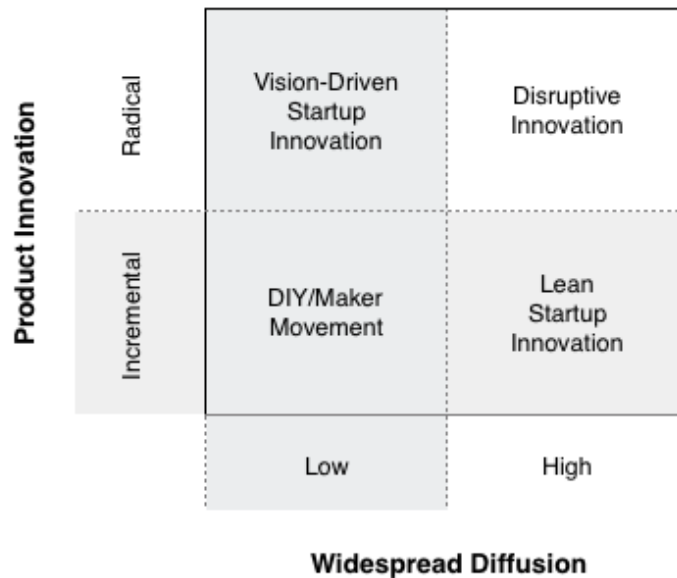 Product Innovation
Radical
Vision-Driven
Startup
Innovation
Disruptive
Innovation
Incremental
DIY/Maker
Movement
Lean
Startup
Innovation
Low
High
Widespread Diffusion